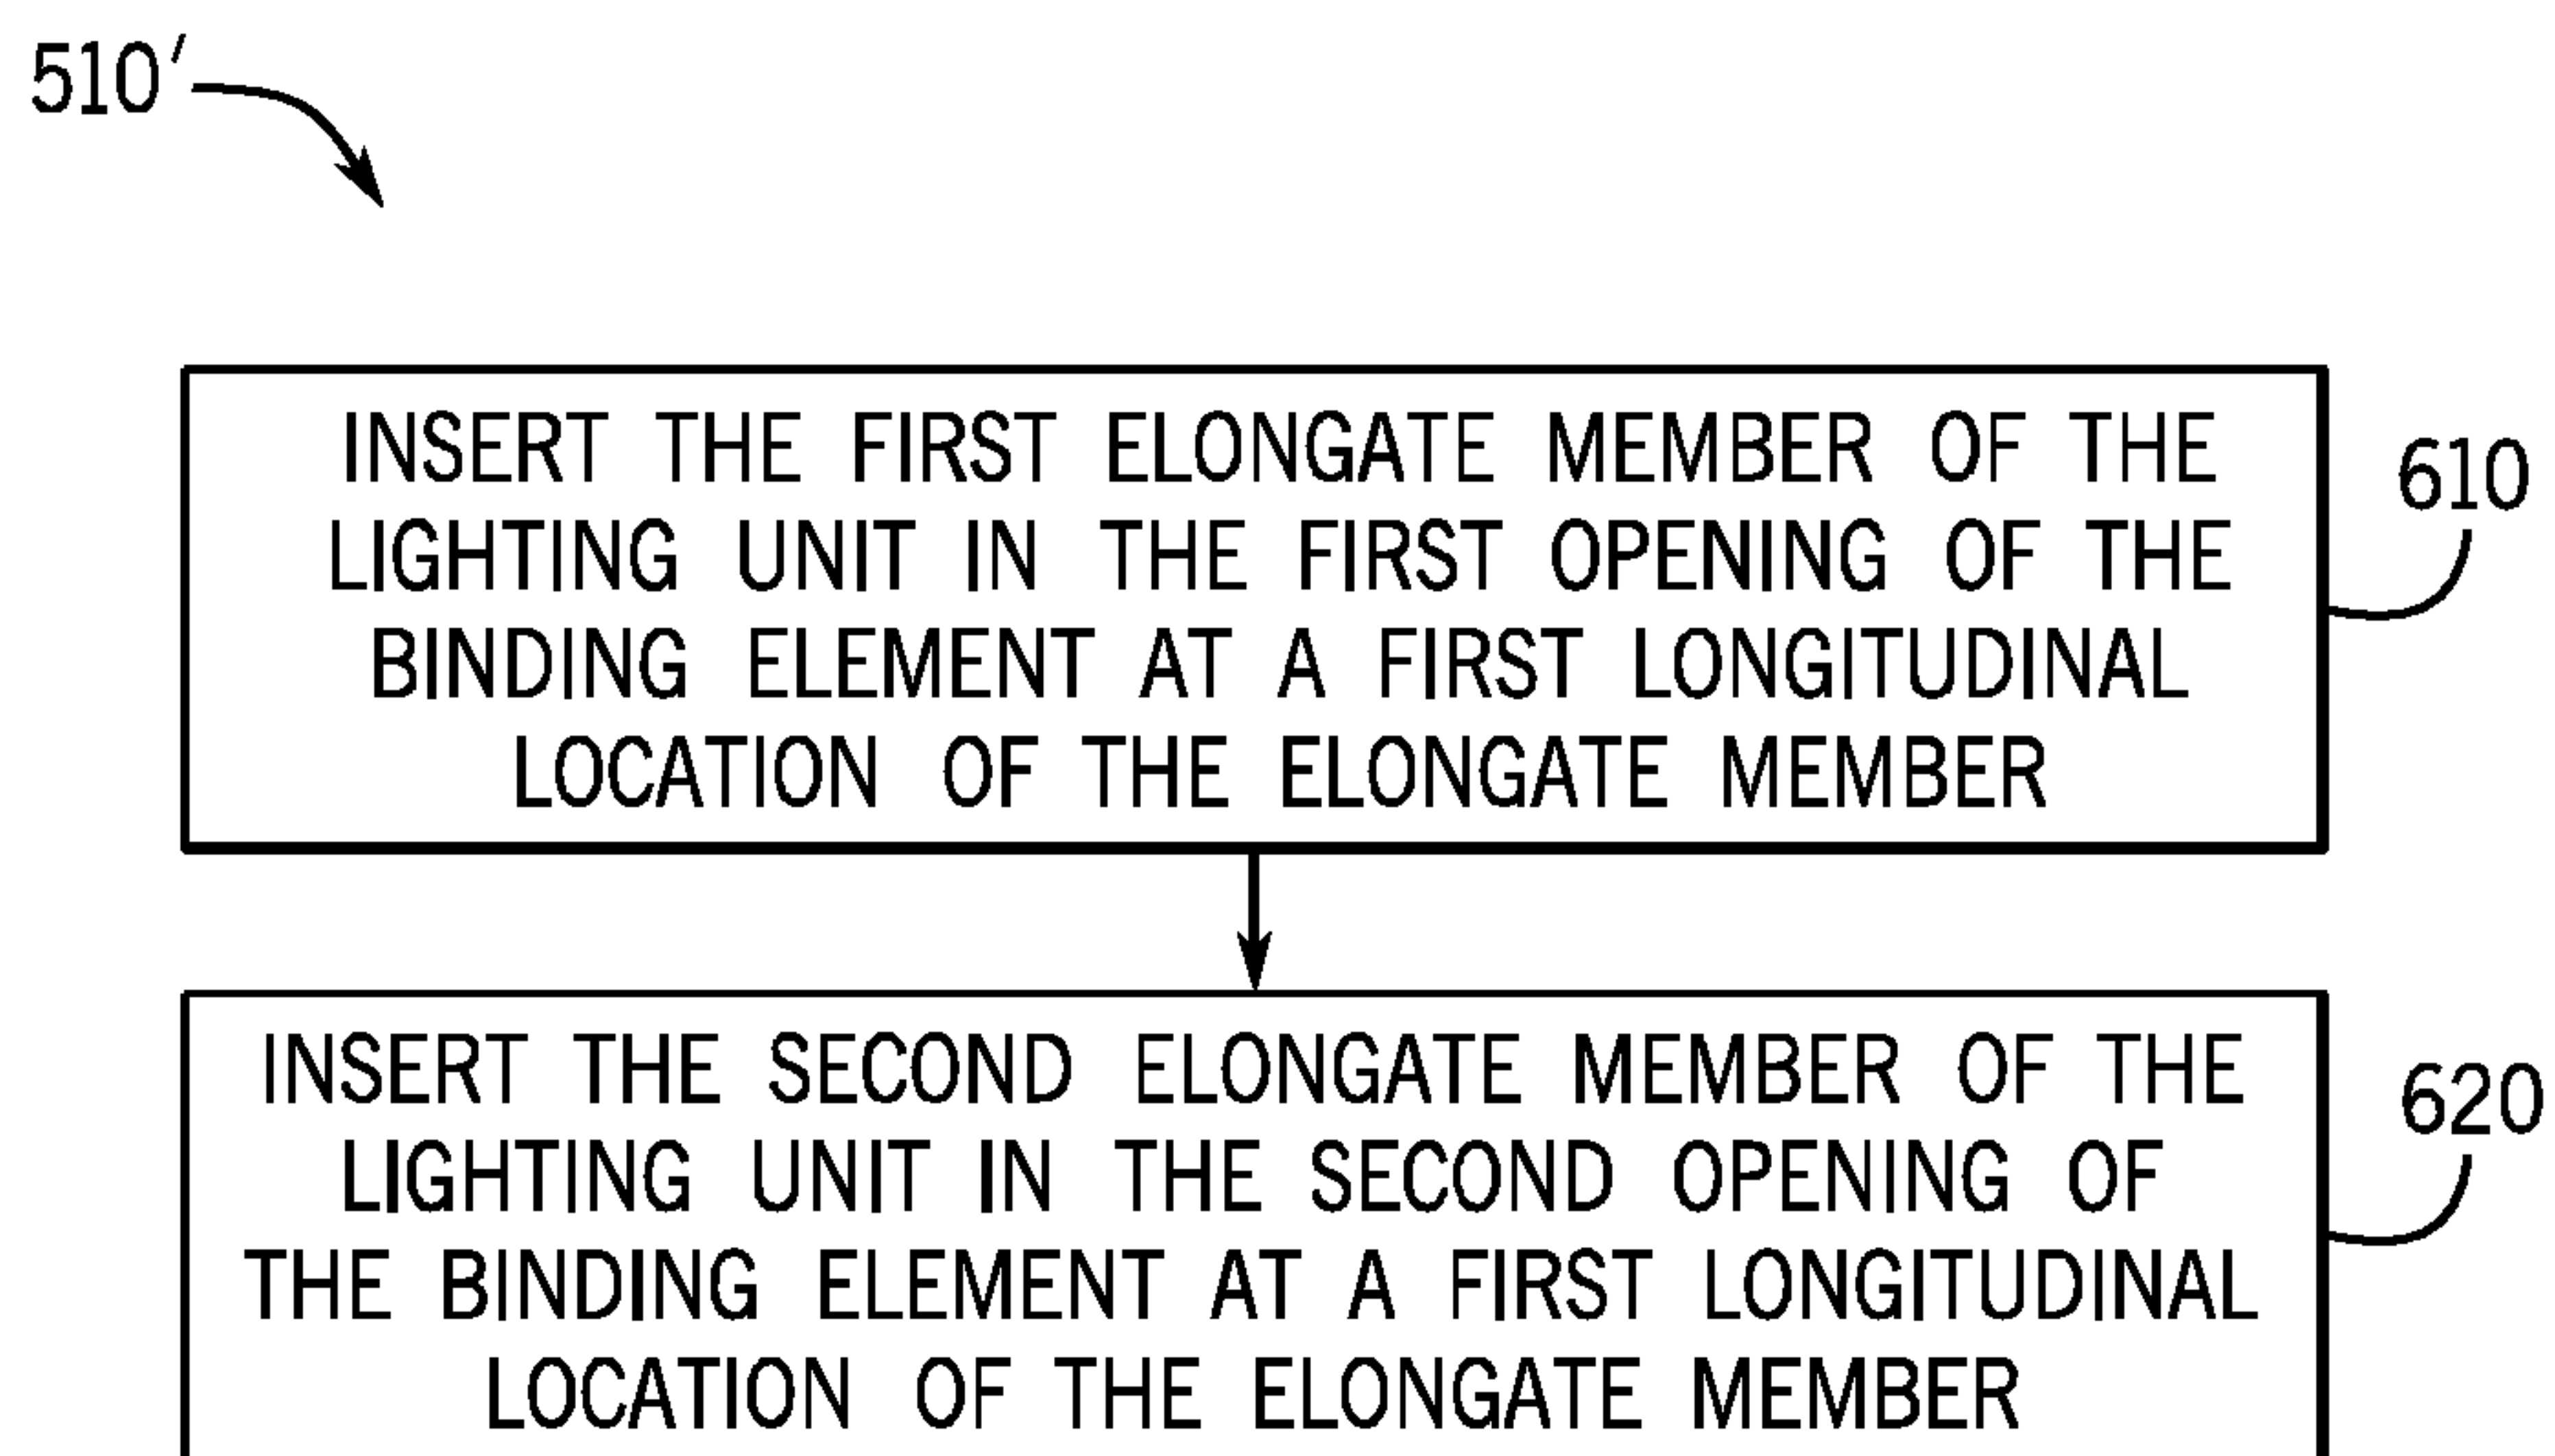 510′
INSERT THE FIRST ELONGATE MEMBER OF THE
LIGHTING UNIT IN THE FIRST OPENING OF THE
BINDING ELEMENT AT A FIRST LONGITUDINAL
LOCATION OF THE ELONGATE MEMBER
610
INSERT THE SECOND ELONGATE MEMBER OF THE
LIGHTING UNIT IN THE SECOND OPENING OF
THE BINDING ELEMENT AT A FIRST LONGITUDINAL
LOCATION OF THE ELONGATE MEMBER
620